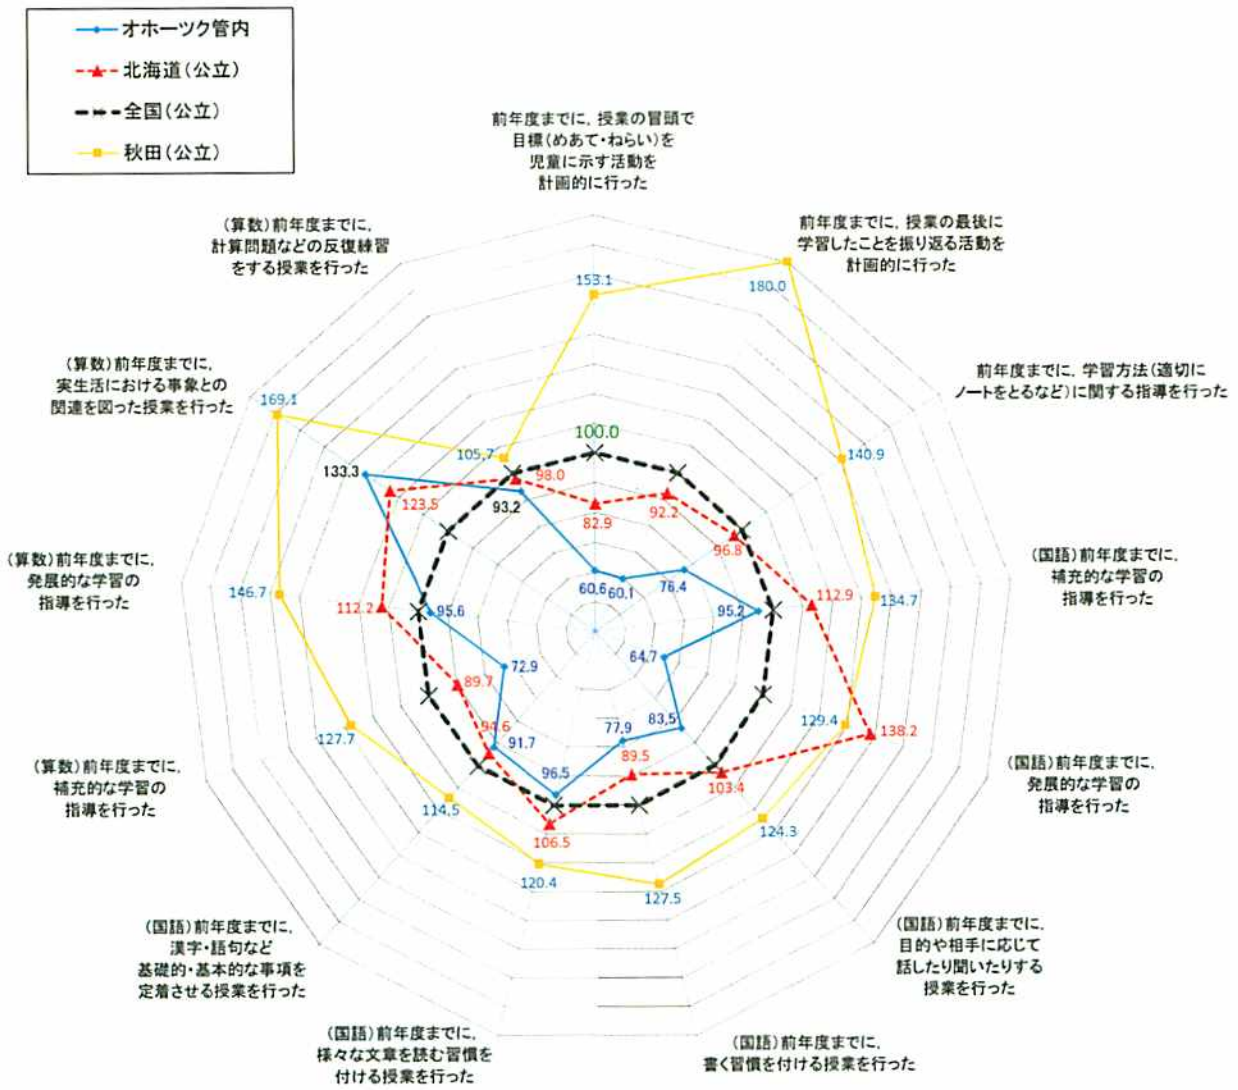 オホーツク管内
北海道(公立)
全国(公立)
秋田(公立)
前年度までに,授業の冒頭で
目標(めあて・ねらい)を
児童に示す活動を
計画的に行った
前年度までに,授業の最後に
学習したことを振り返る活動を
計画的に行った
前年度までに,学習方法(適切に
ノートをとるなど)に関する指導を行った
(国語)前年度までに,
補充的な学習の
指導を行った
(国語)前年度までに,
発展的な学習の
指導を行った
(国語)前年度までに,
目的や相手に応じて
話したり聞いたりする
授業を行った
(国語)前年度までに,
書く習慣を付ける授業を行った
(国語)前年度までに,
様々な文章を読む習慣を
付ける授業を行った
(国語)前年度までに,
漢字・語句など
基礎的・基本的な事項を
定着させる授業を行った
(算数)前年度までに,
補充的な学習の
指導を行った
(算数)前年度までに,
発展的な学習の
指導を行った
(算数)前年度までに,
実生活における事象との
関連を図った授業を行った
(算数)前年度までに,
計算問題などの反復練習
をする授業を行った
153.1
180.0
140.9
134.7
129.4
124.3
127.5
120.4
114.5
127.7
146.7
169.1
105.7
100.0
82.9
92.2
96.8
112.9
138.2
103.4
89.5
106.5
94.6
89.7
112.2
123.5
98.0
60.6
60.1
76.4
95.2
64.7
83.5
77.9
96.5
91.7
72.9
95.6
133.3
93.2